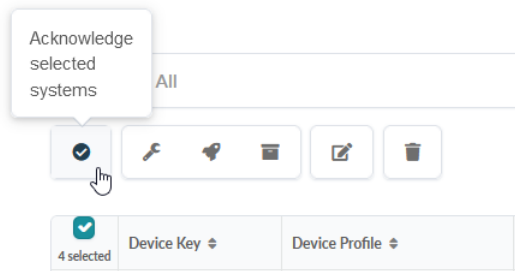 Acknowledge
selected
systems
All
4 selected
Device Key
Device Profile